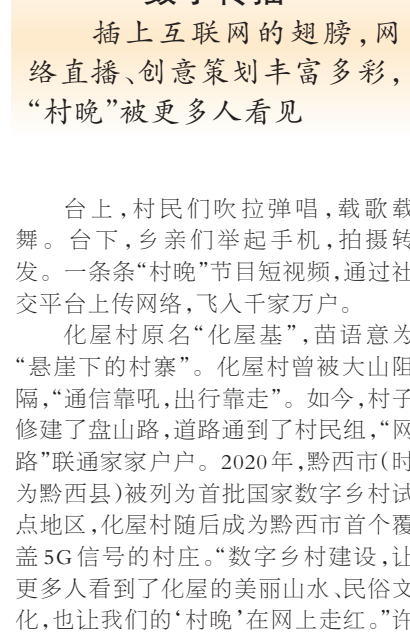 插上互联网的翅膀,网
络直播、创意策划丰富多彩,
“村晚”被更多人看见
台上,村民们吹拉弹唱,载歌载
舞。台下,乡亲们举起手机,拍摄转
发。一条条“村晚”节目短视频,通过社
交平台上传网络,飞入千家万户。
化屋村原名“化屋基”,苗语意为
“悬崖下的村寨”。化屋村曾被大山阻
隔,“通信靠吼,出行靠走”。如今,村子
修建了盘山路,道路通到了村民组,“网
路”联通家家户户。2020年,黔西市(时
为黔西县)被列为首批国家数字乡村试
点地区,化屋村随后成为黔西市首个覆
盖5G信号的村庄。“数字乡村建设,让
更多人看到了化屋的美丽山水、民俗文
化,也让我们的‘村晚’在网上走红。”许